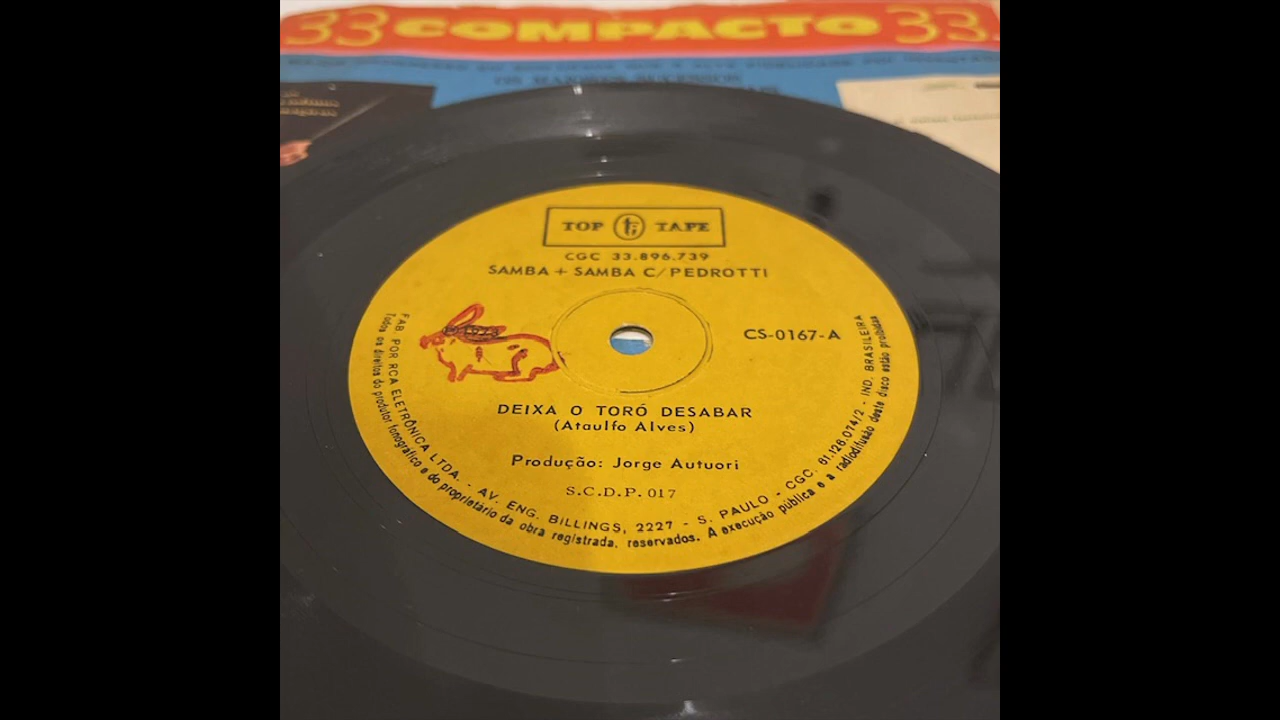 33 COMPACTO 33
TOP TAPE
CGC 33.896.739
SAMBA + SAMBA C/PEDROTTI
CS-0167-A
DEIXA O TORÓ DESABAR
(Ataulfo Alves)
Produção: Jorge Autuori
S.C.D.P. 017
FAB. POR RCA ELETRÔNICA LTDA. - AV. ENG. BILLINGS, 2227 - S. PAULO - CGC. 61.126.074/2 - IND. BRASILEIRA
Todos os direitos do produtor fonográfico e do proprietário da obra registrada, reservados. A execução pública e a radiodifusão deste disco estão proibidas